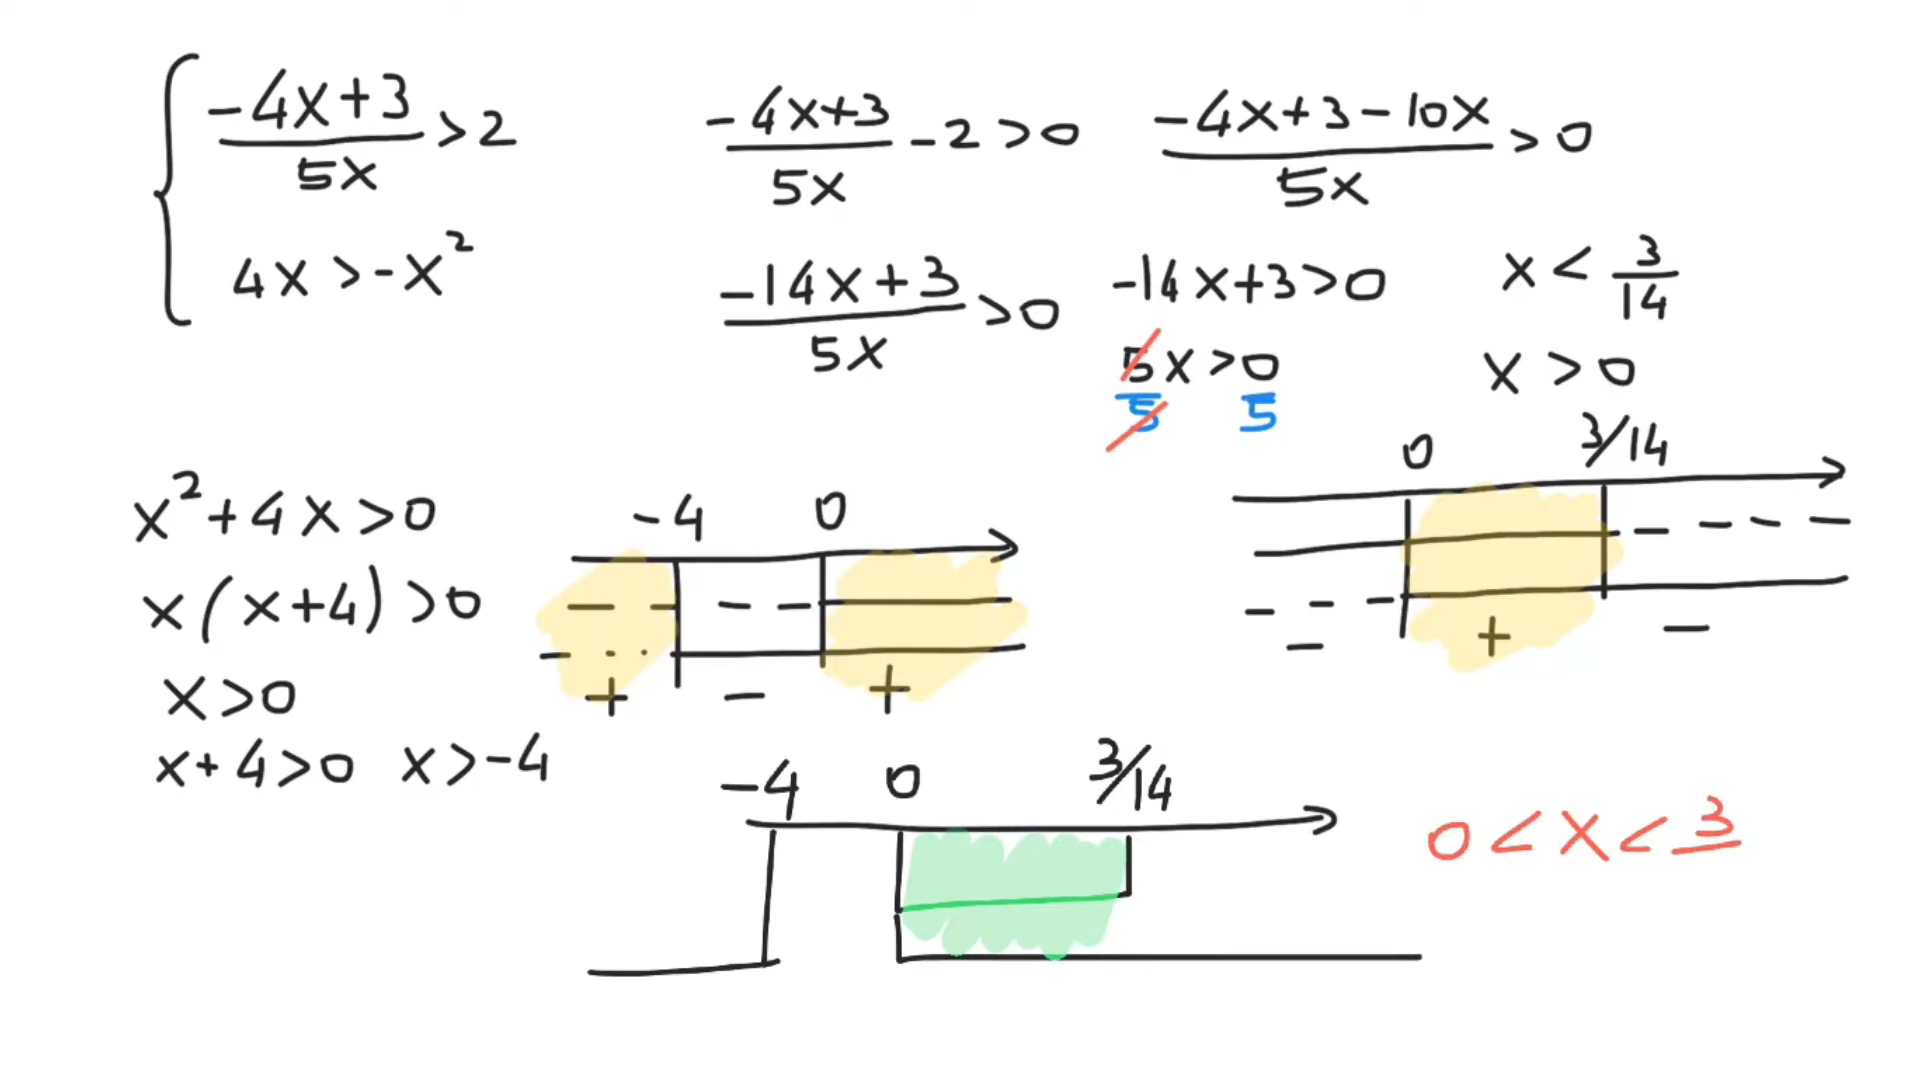 { (-4x+3)/5x > 2
4x > -x²
(-4x+3)/5x - 2 > 0
(-4x+3-10x)/5x > 0
(-14x+3)/5x > 0
-14x+3 > 0
x < 3/14
5x/5 > 0/5
x > 0
0 3/14
- +  -
x²+4x > 0
x(x+4) > 0
x > 0
x+4 > 0 x > -4
-4 0
+ - +
-4 0 3/14
0 < x < 3